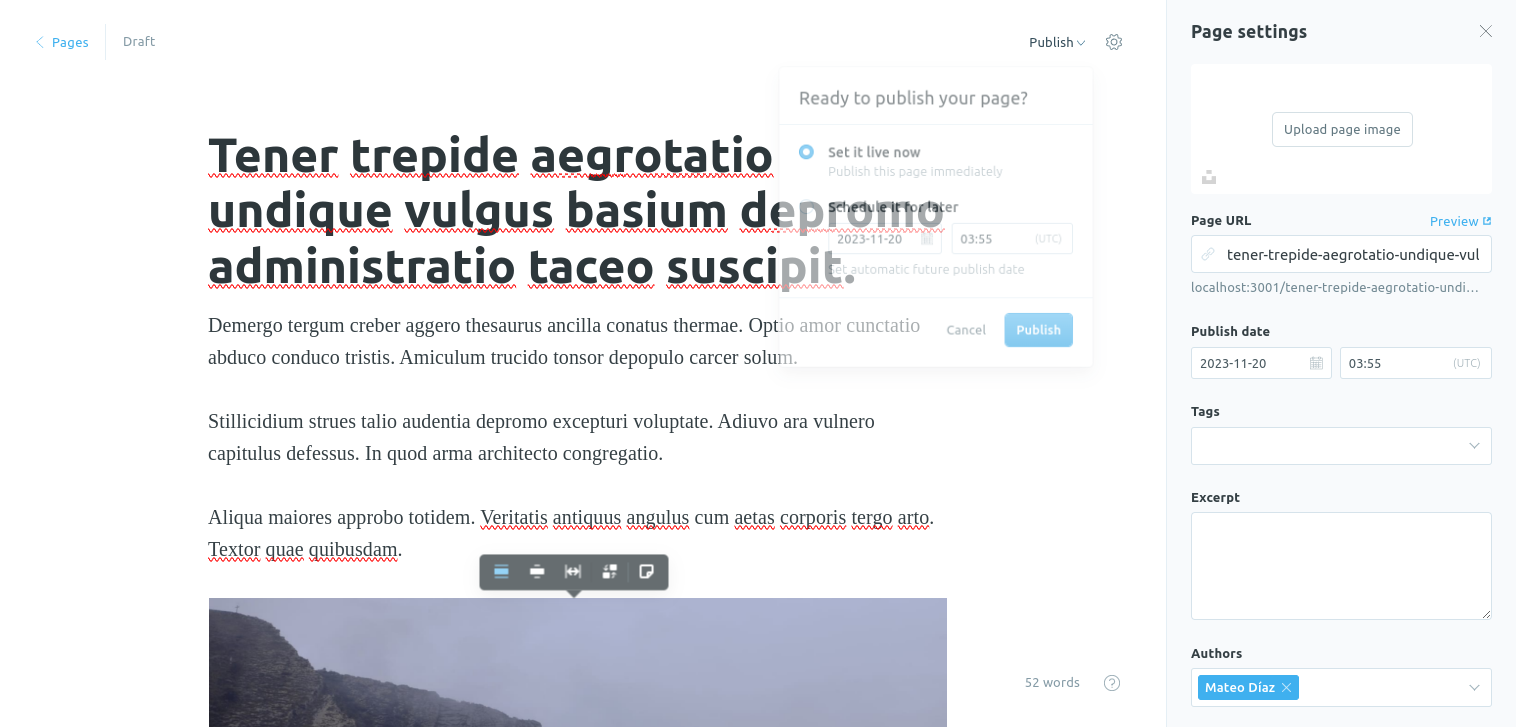 Pages
Draft
Publish
Ready to publish your page?
Set it live now
Publish this page immediately
Schedule it for later
2023-11-20
03:55
(UTC)
Set automatic future publish date
Cancel
Publish
Tener trepide aegrotatio
undique vulgus basium depromo
administratio taceo suscipit.
Demergo tergum creber aggero thesaurus ancilla conatus thermae. Optio amor cunctatio
abduco conduco tristis. Amiculum trucido tonsor depopulo carcer solum.
Stillicidium strues talio audentia depromo excepturi voluptate. Adiuvo ara vulnero
capitulus defessus. In quod arma architecto congregatio.
Aliqua maiores approbo totidem. Veritatis antiquus angulus cum aetas corporis tergo arto.
Textor quae quibusdam.
52 words
Page settings
Upload page image
Page URL
Preview
tener-trepide-aegrotatio-undique-vul
localhost:3001/tener-trepide-aegrotatio-undi…
Publish date
2023-11-20
03:55
(UTC)
Tags
Excerpt
Authors
Mateo Díaz